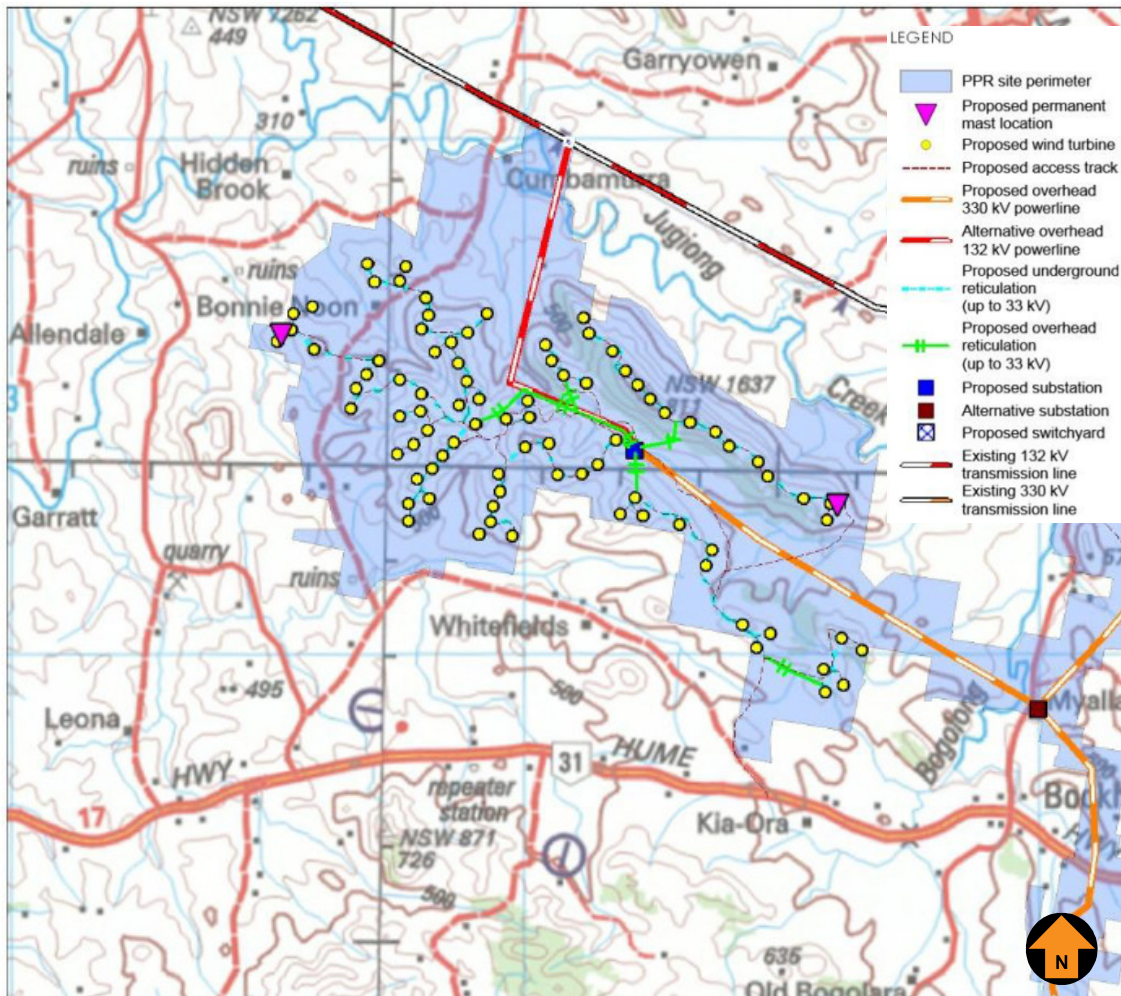 NSW 7262
449
Garryowen
310
ruins
Hidden
Brook
Cumbamurra
Jugiong
ruins
Bonnie Noon
Allendale
500
NSW 1637
811
Creek
Garratt
quarry
ruins
Whitefields
500
495
Leona
HWY
31
HUME
17
repeater
station
NSW 871
726
Kia-Ora
Bogolong
HWY
500
635
Old Bogolara
LEGEND
PPR site perimeter
Proposed permanent
mast location
Proposed wind turbine
Proposed access track
Proposed overhead
330 kV powerline
Alternative overhead
132 kV powerline
Proposed underground
reticulation
(up to 33 kV)
Proposed overhead
reticulation
(up to 33 kV)
Proposed substation
Alternative substation
Proposed switchyard
Existing 132 kV
transmission line
Existing 330 kV
transmission line
N